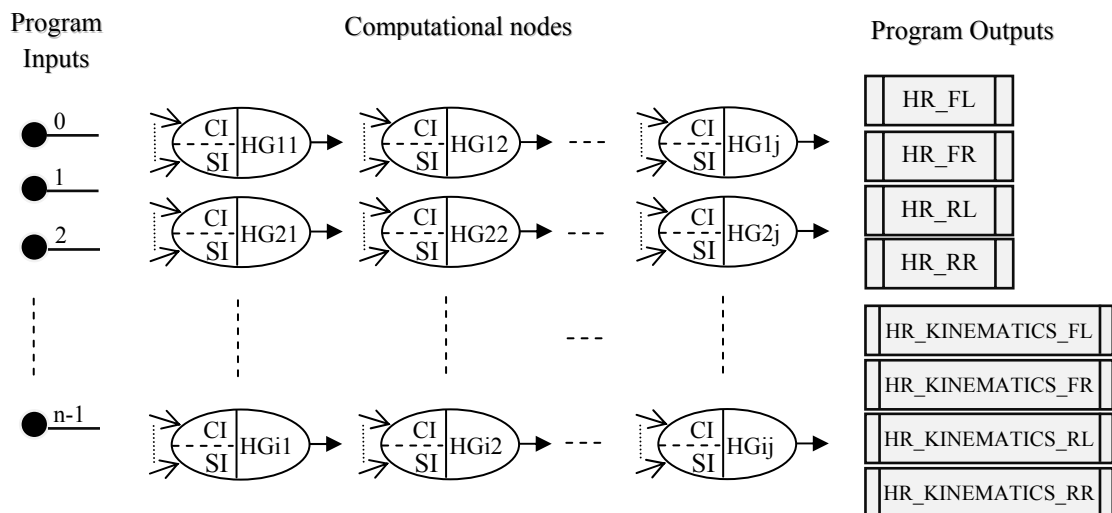 Program
Inputs
Computational nodes
Program Outputs
0
1
2
n-1
CI
SI
HG11
CI
SI
HG12
CI
SI
HG1j
CI
SI
HG21
CI
SI
HG22
CI
SI
HG2j
CI
SI
HGi1
CI
SI
HGi2
CI
SI
HGij
HR_FL
HR_FR
HR_RL
HR_RR
HR_KINEMATICS_FL
HR_KINEMATICS_FR
HR_KINEMATICS_RL
HR_KINEMATICS_RR